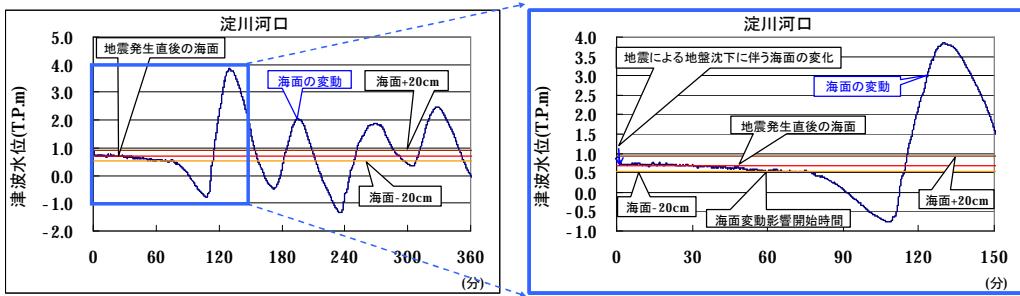 淀川河口
津波水位(T.P.m)
5.0
4.0
3.0
2.0
1.0
0.0
-1.0
-2.0
地震発生直後の海面
海面の変動
海面+20cm
海面-20cm
0 60 120 180 240 300 360
(分)
淀川河口
津波水位(T.P.m)
4.0
3.5
3.0
2.5
2.0
1.5
1.0
0.5
0.0
-0.5
-1.0
地震による地盤沈下に伴う海面の変化
海面の変動
地震発生直後の海面
海面-20cm
海面変動影響開始時間
海面+20cm
0 30 60 90 120 150
(分)